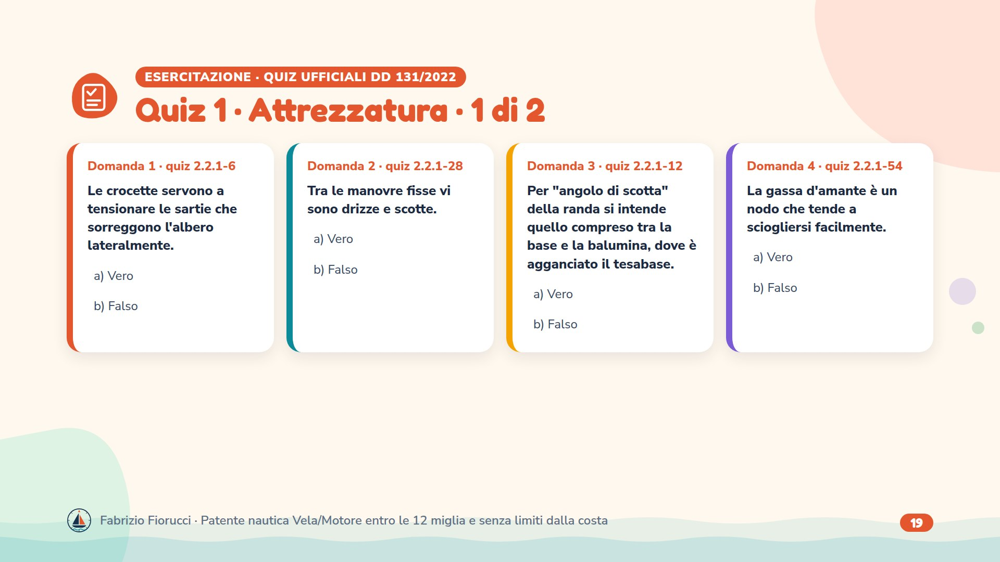 ESERCITAZIONE · QUIZ UFFICIALI DD 131/2022
Quiz 1 · Attrezzatura · 1 di 2
Domanda 1 · quiz 2.2.1-6
Le crocette servono a
tensionare le sartie che
sorreggono l'albero
lateralmente.
a) Vero
b) Falso
Domanda 2 · quiz 2.2.1-28
Tra le manovre fisse vi
sono drizze e scotte.
a) Vero
b) Falso
Domanda 3 · quiz 2.2.1-12
Per "angolo di scotta"
della randa si intende
quello compreso tra la
base e la balumina, dove è
agganciato il tesabase.
a) Vero
b) Falso
Domanda 4 · quiz 2.2.1-54
La gassa d'amante è un
nodo che tende a
sciogliersi facilmente.
a) Vero
b) Falso
Fabrizio Fiorucci · Patente nautica Vela/Motore entro le 12 miglia e senza limiti dalla costa
19